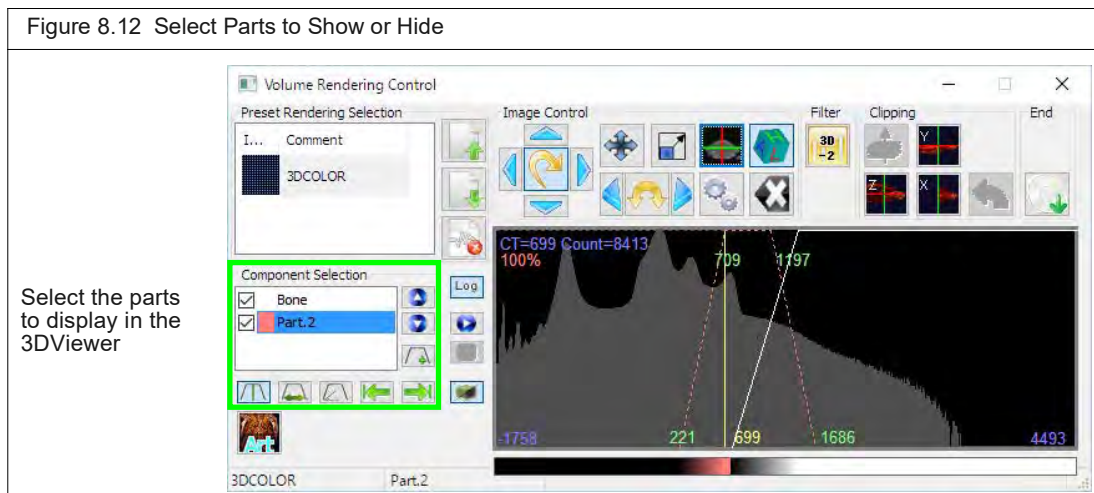 Figure 8.12 Select Parts to Show or Hide
Volume Rendering Control
Preset Rendering Selection
I... Comment
3DCOLOR
Image Control
Filter
3D
-2
Clipping
Y
Z
X
End
Select the parts
to display in the
3DViewer
Component Selection
Bone
Part.2
Log
Art
CT=699 Count=8413
100%
709
1197
-1758
221
699
1686
4493
3DCOLOR
Part.2